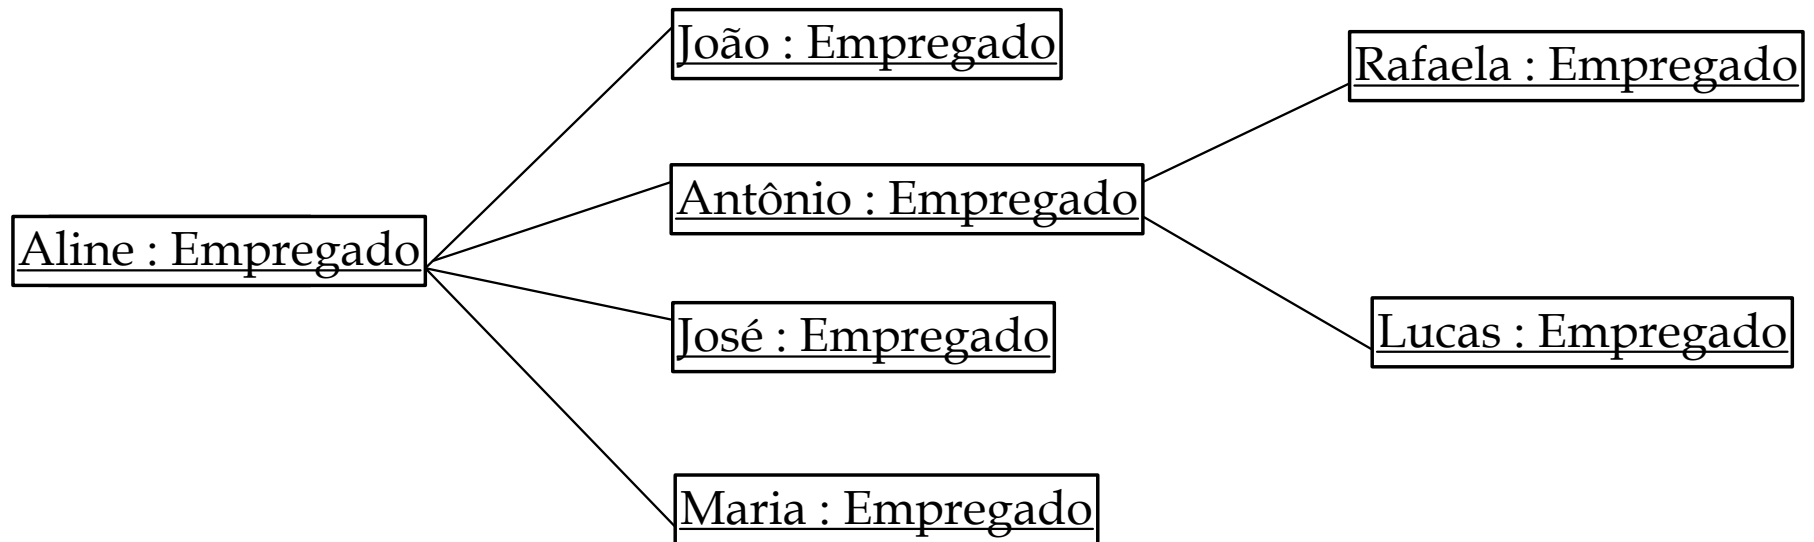 João : Empregado
Rafaela : Empregado
Antônio : Empregado
Aline : Empregado
José : Empregado
Lucas : Empregado
Maria : Empregado